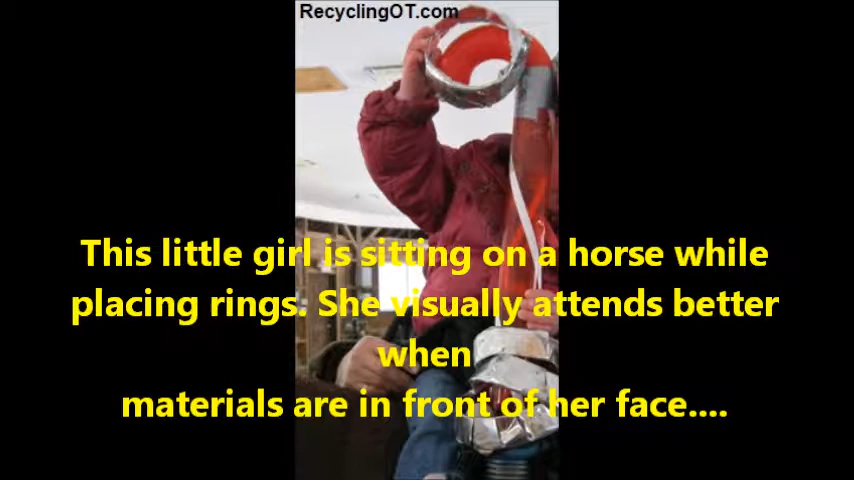 RecyclingOT.com
This little girl is sitting on a horse while
placing rings. She visually attends better
when
materials are in front of her face....